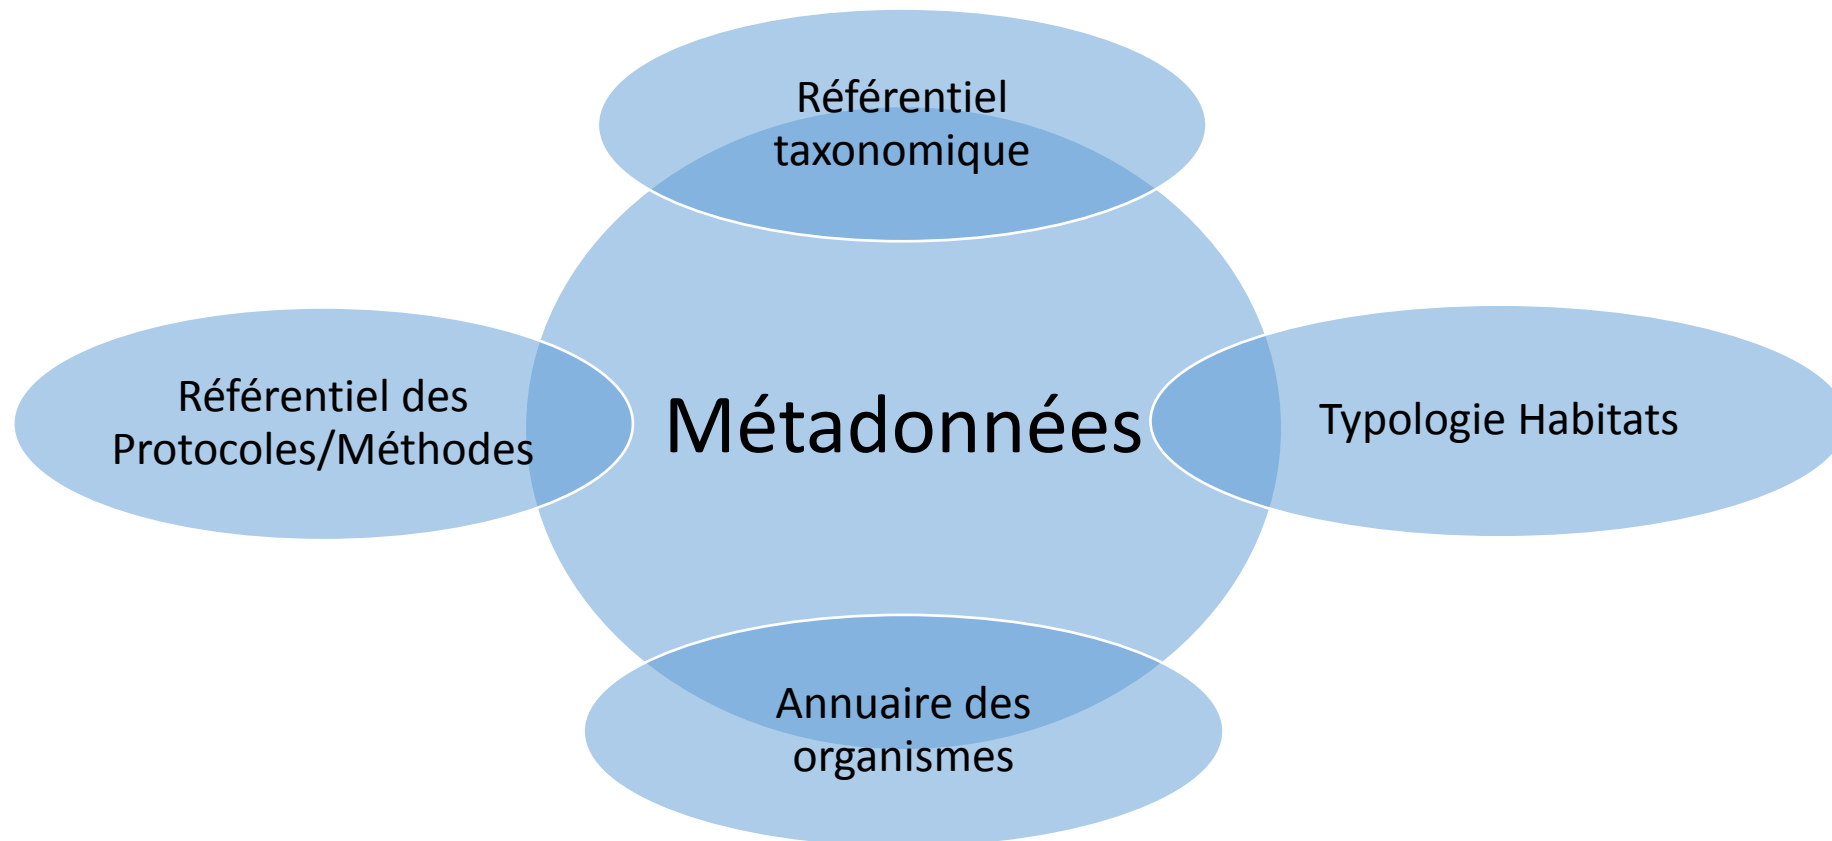 Référentiel
taxonomique
Référentiel des
Protocoles/Méthodes
Métadonnées
Typologie Habitats
Annuaire des
organismes